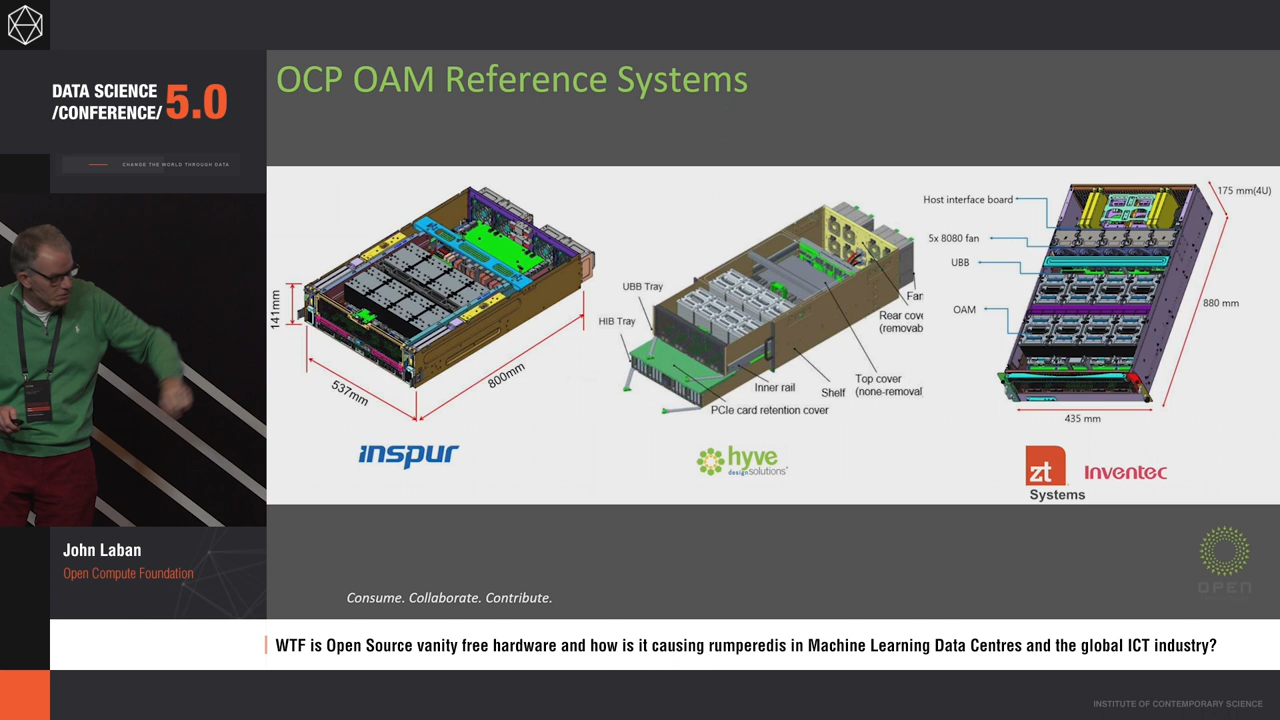 DATA SCIENCE
/CONFERENCE/ 5.0
CHANGE THE WORLD THROUGH DATA
OCP OAM Reference Systems
141mm
537mm
800mm
inspur
UBB Tray
HIB Tray
Fan
Rear cove
(removab
Top cover
(none-removal
Shelf
Inner rail
PCIe card retention cover
hyve
design solutions
Host interface board
5x 8080 fan
UBB
OAM
175 mm(4U)
880 mm
435 mm
zt
Systems
Inventec
John Laban
Open Compute Foundation
Consume. Collaborate. Contribute.
OPEN
WTF is Open Source vanity free hardware and how is it causing rumperedis in Machine Learning Data Centres and the global ICT industry?
INSTITUTE OF CONTEMPORARY SCIENCE